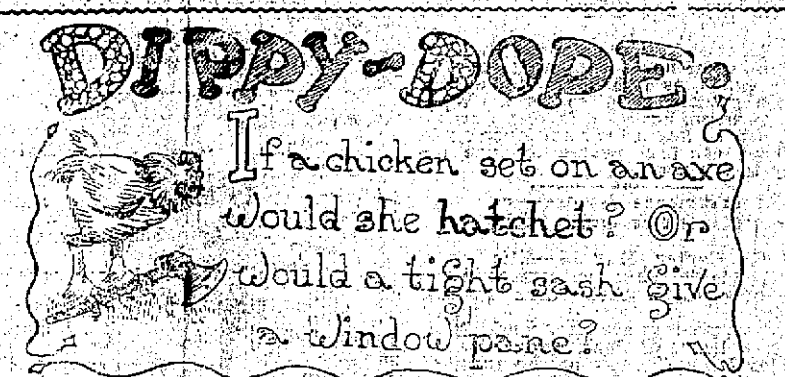 DIPPY-DOPE.
If a chicken set on an axe
Would she hatchet? Or
would a tight sash give
a window pane?